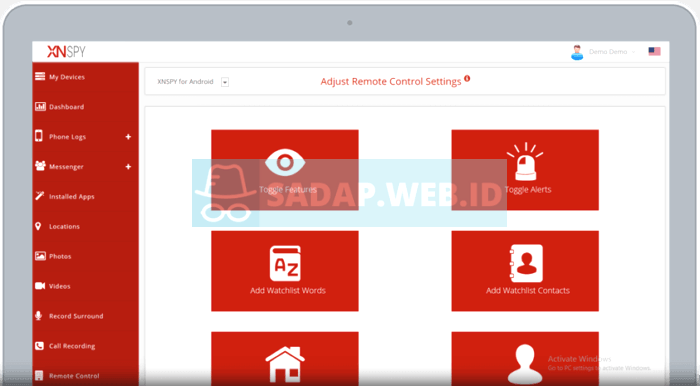 XNSPY
Demo Demo
My Devices
XNSPY for Android
Adjust Remote Control Settings
Dashboard
Phone Logs
Messenger
Installed Apps
Locations
Photos
Videos
Record Surround
Call Recording
Remote Control
Toggle Features
Toggle Alerts
SADAP.WEB.ID
AZ
Add Watchlist Words
Add Watchlist Contacts
Activate Windows
Go to PC settings to activate Windows.